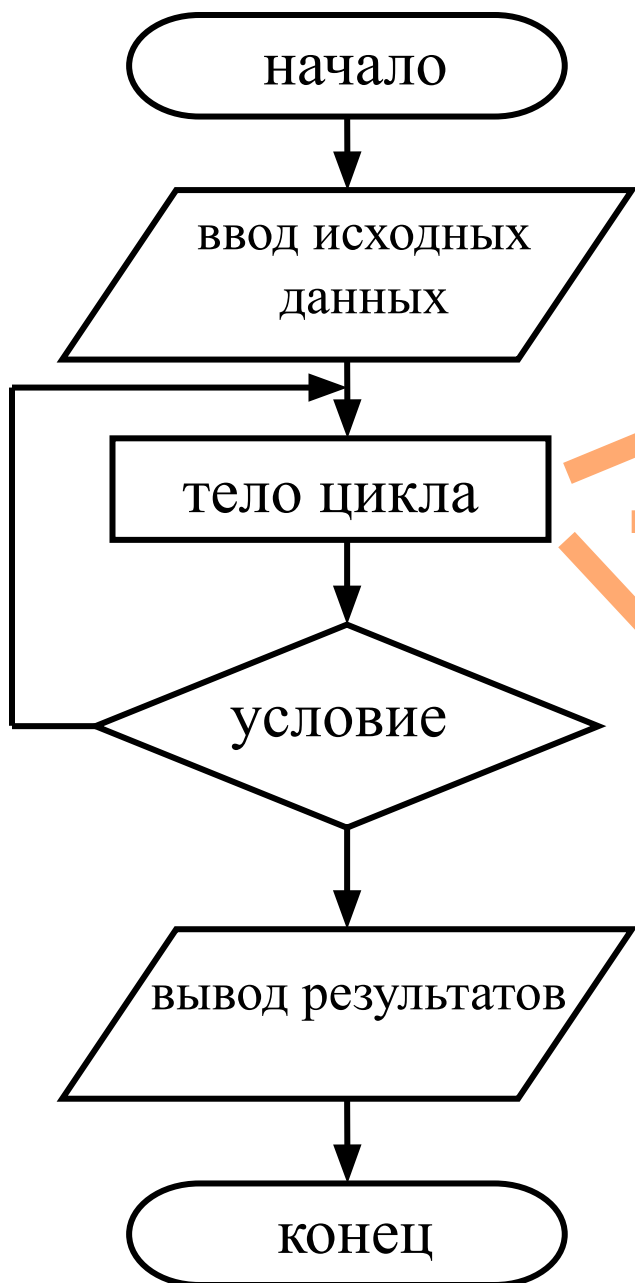 начало
ввод исходных
данных
тело цикла
условие
вывод результатов
конец